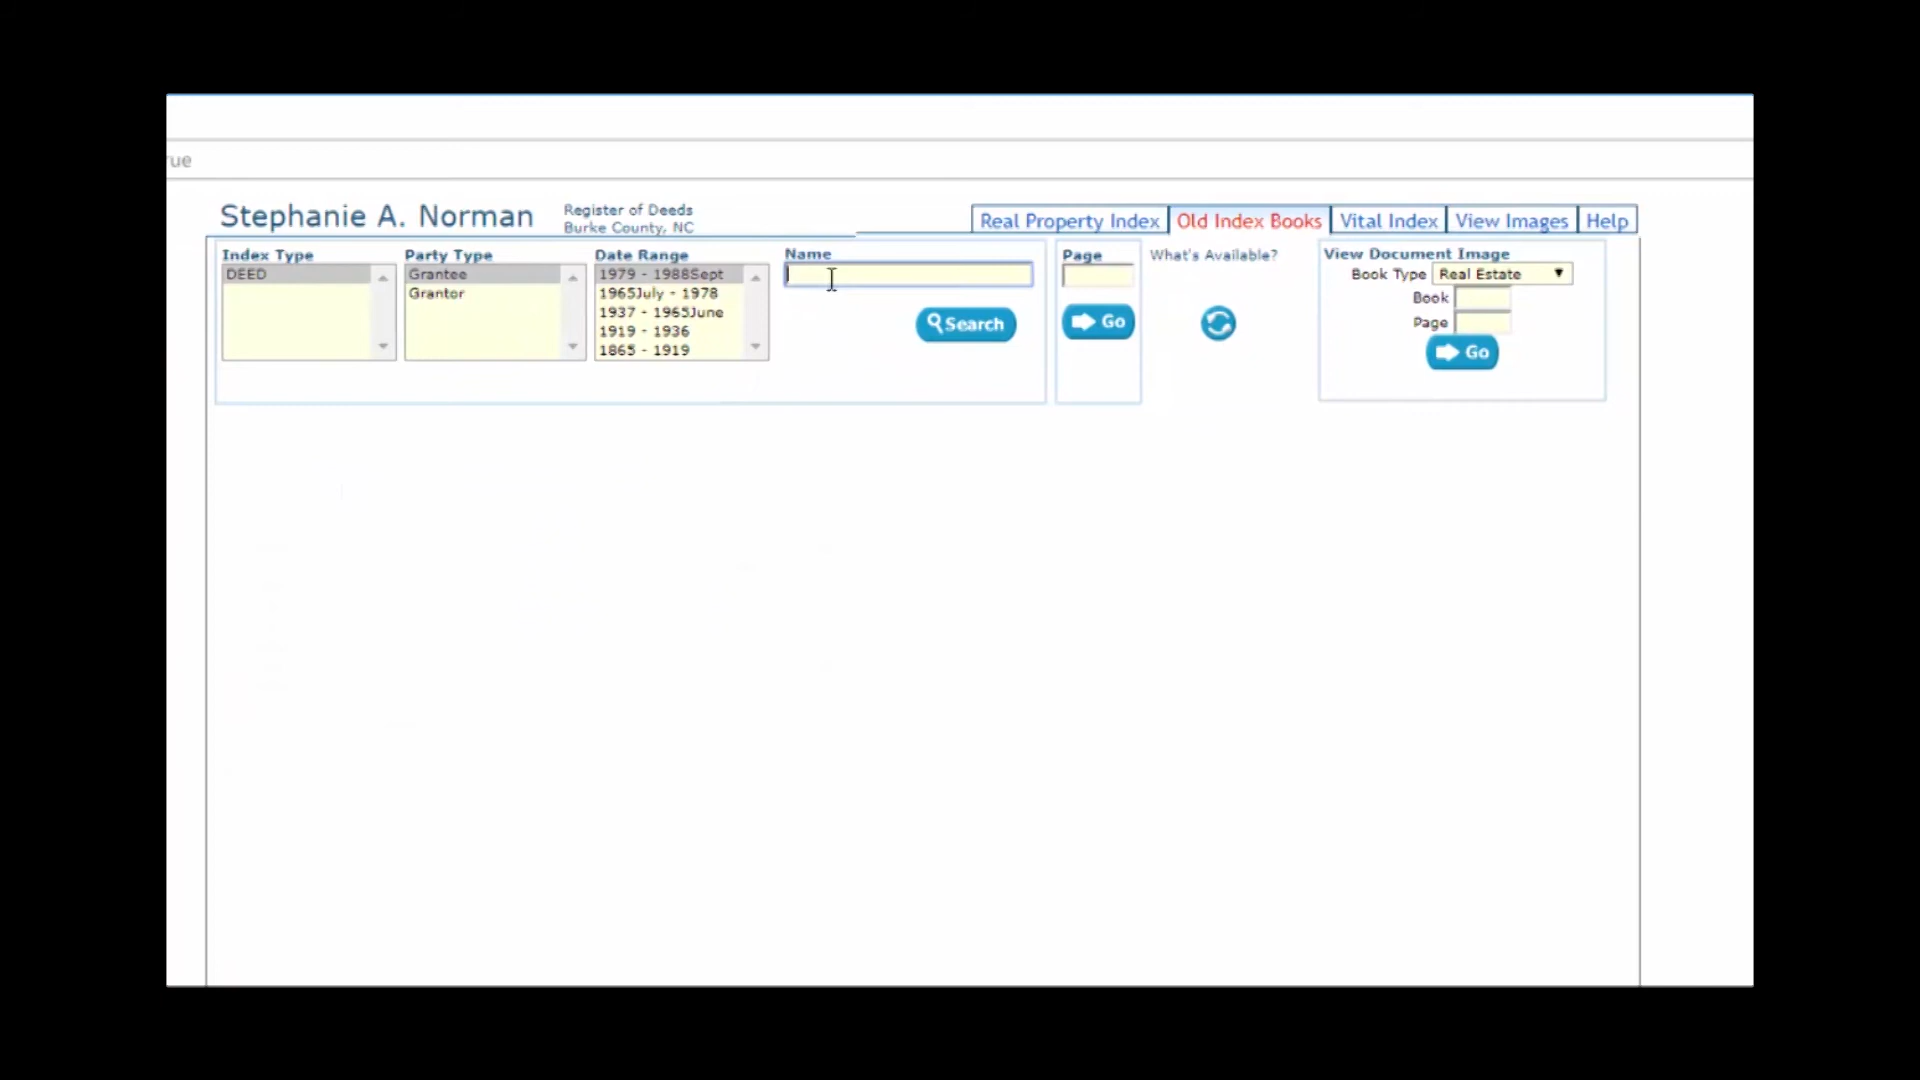 rue
Stephanie A. Norman
Register of Deeds
Burke County, NC
Real Property Index
Old Index Books
Vital Index
View Images
Help
Index Type
DEED
Party Type
Grantee
Grantor
Date Range
1979 - 1988Sept
1965July - 1978
1937 - 1965June
1919 - 1936
1865 - 1919
Name
Search
Page
Go
What's Available?
View Document Image
Book Type Real Estate
Book
Page
Go